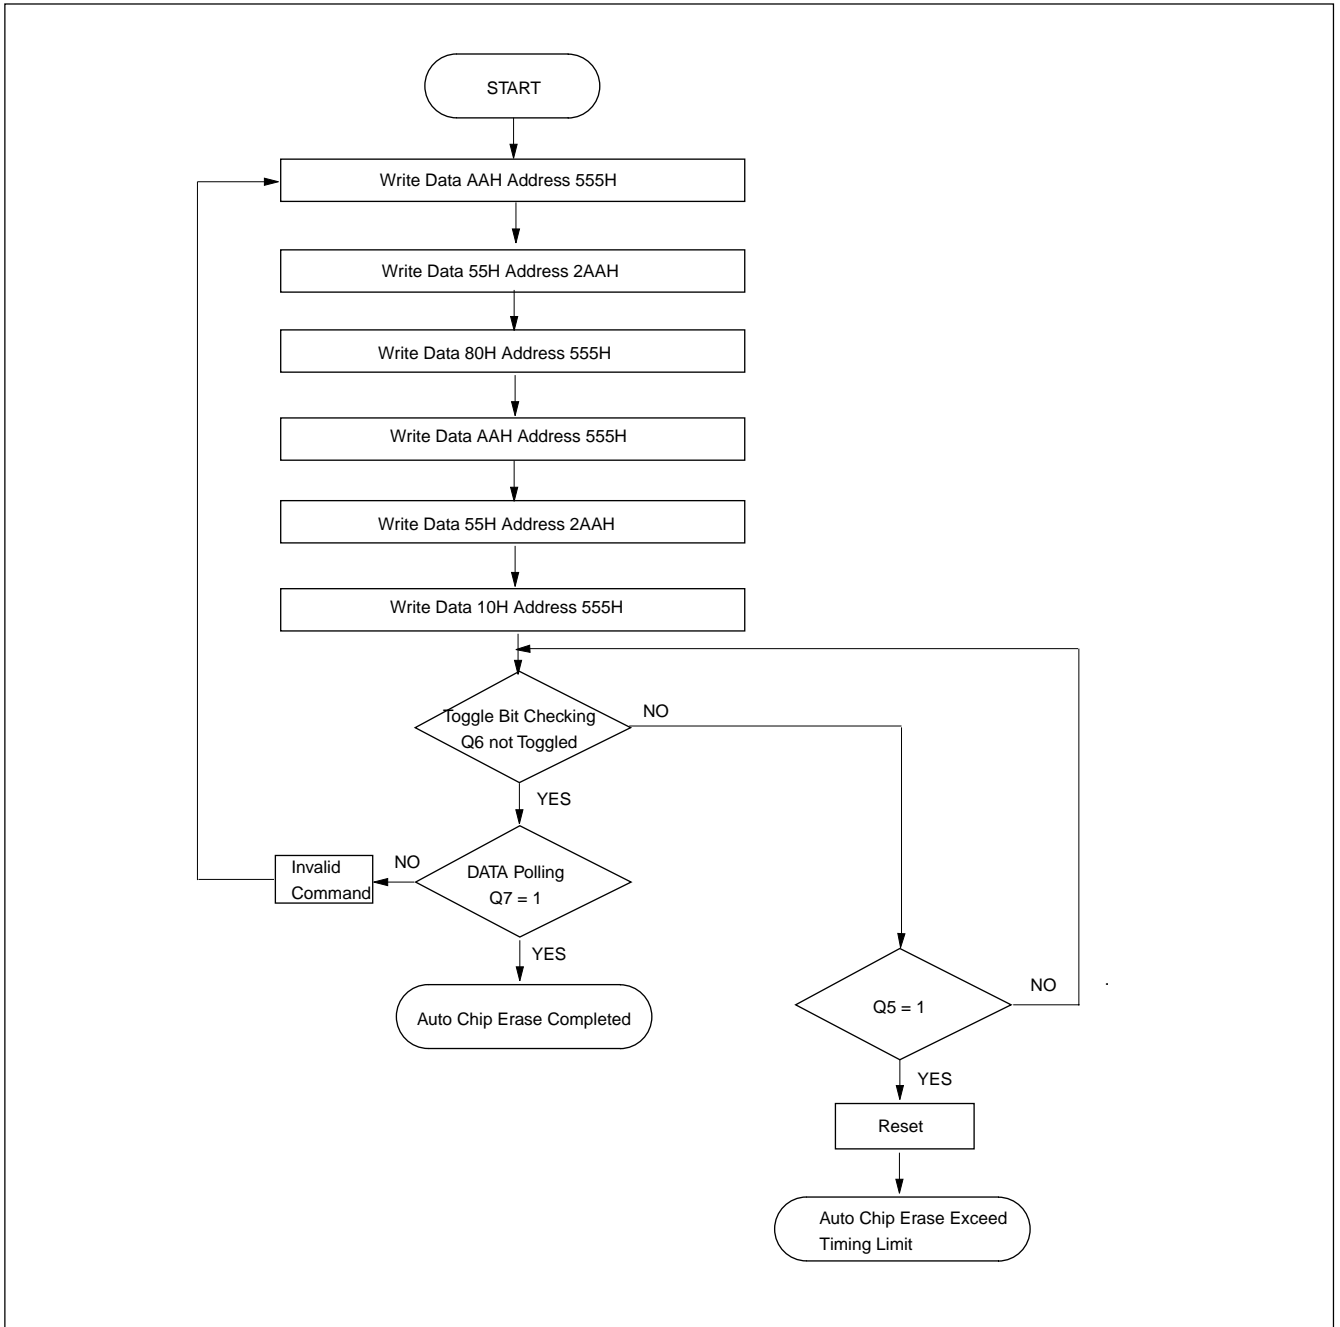 START
Write Data AAH Address 555H
Write Data 55H Address 2AAH
Write Data 80H Address 555H
Write Data AAH Address 555H
Write Data 55H Address 2AAH
Write Data 10H Address 555H
Toggle Bit Checking
Q6 not Toggled
NO
YES
Invalid
Command
NO
DATA Polling
Q7 = 1
YES
Auto Chip Erase Completed
Q5 = 1
NO
.
YES
Reset
Auto Chip Erase Exceed
Timing Limit